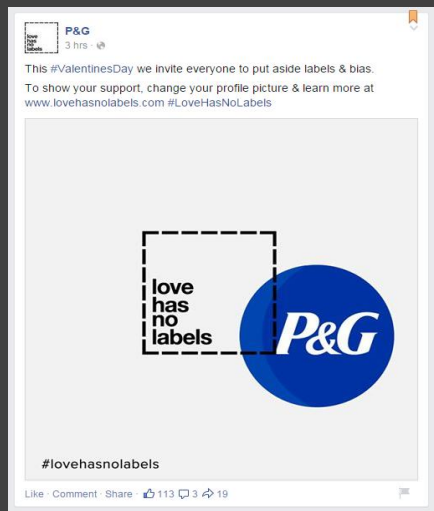 love
has
no
labels
P&G
3 hrs ·
This #ValentinesDay we invite everyone to put aside labels & bias.
To show your support, change your profile picture & learn more at
www.lovehasnolabels.com #LoveHasNoLabels
love
has
no
labels
P&G
#lovehasnolabels
Like · Comment · Share · 113 3 19